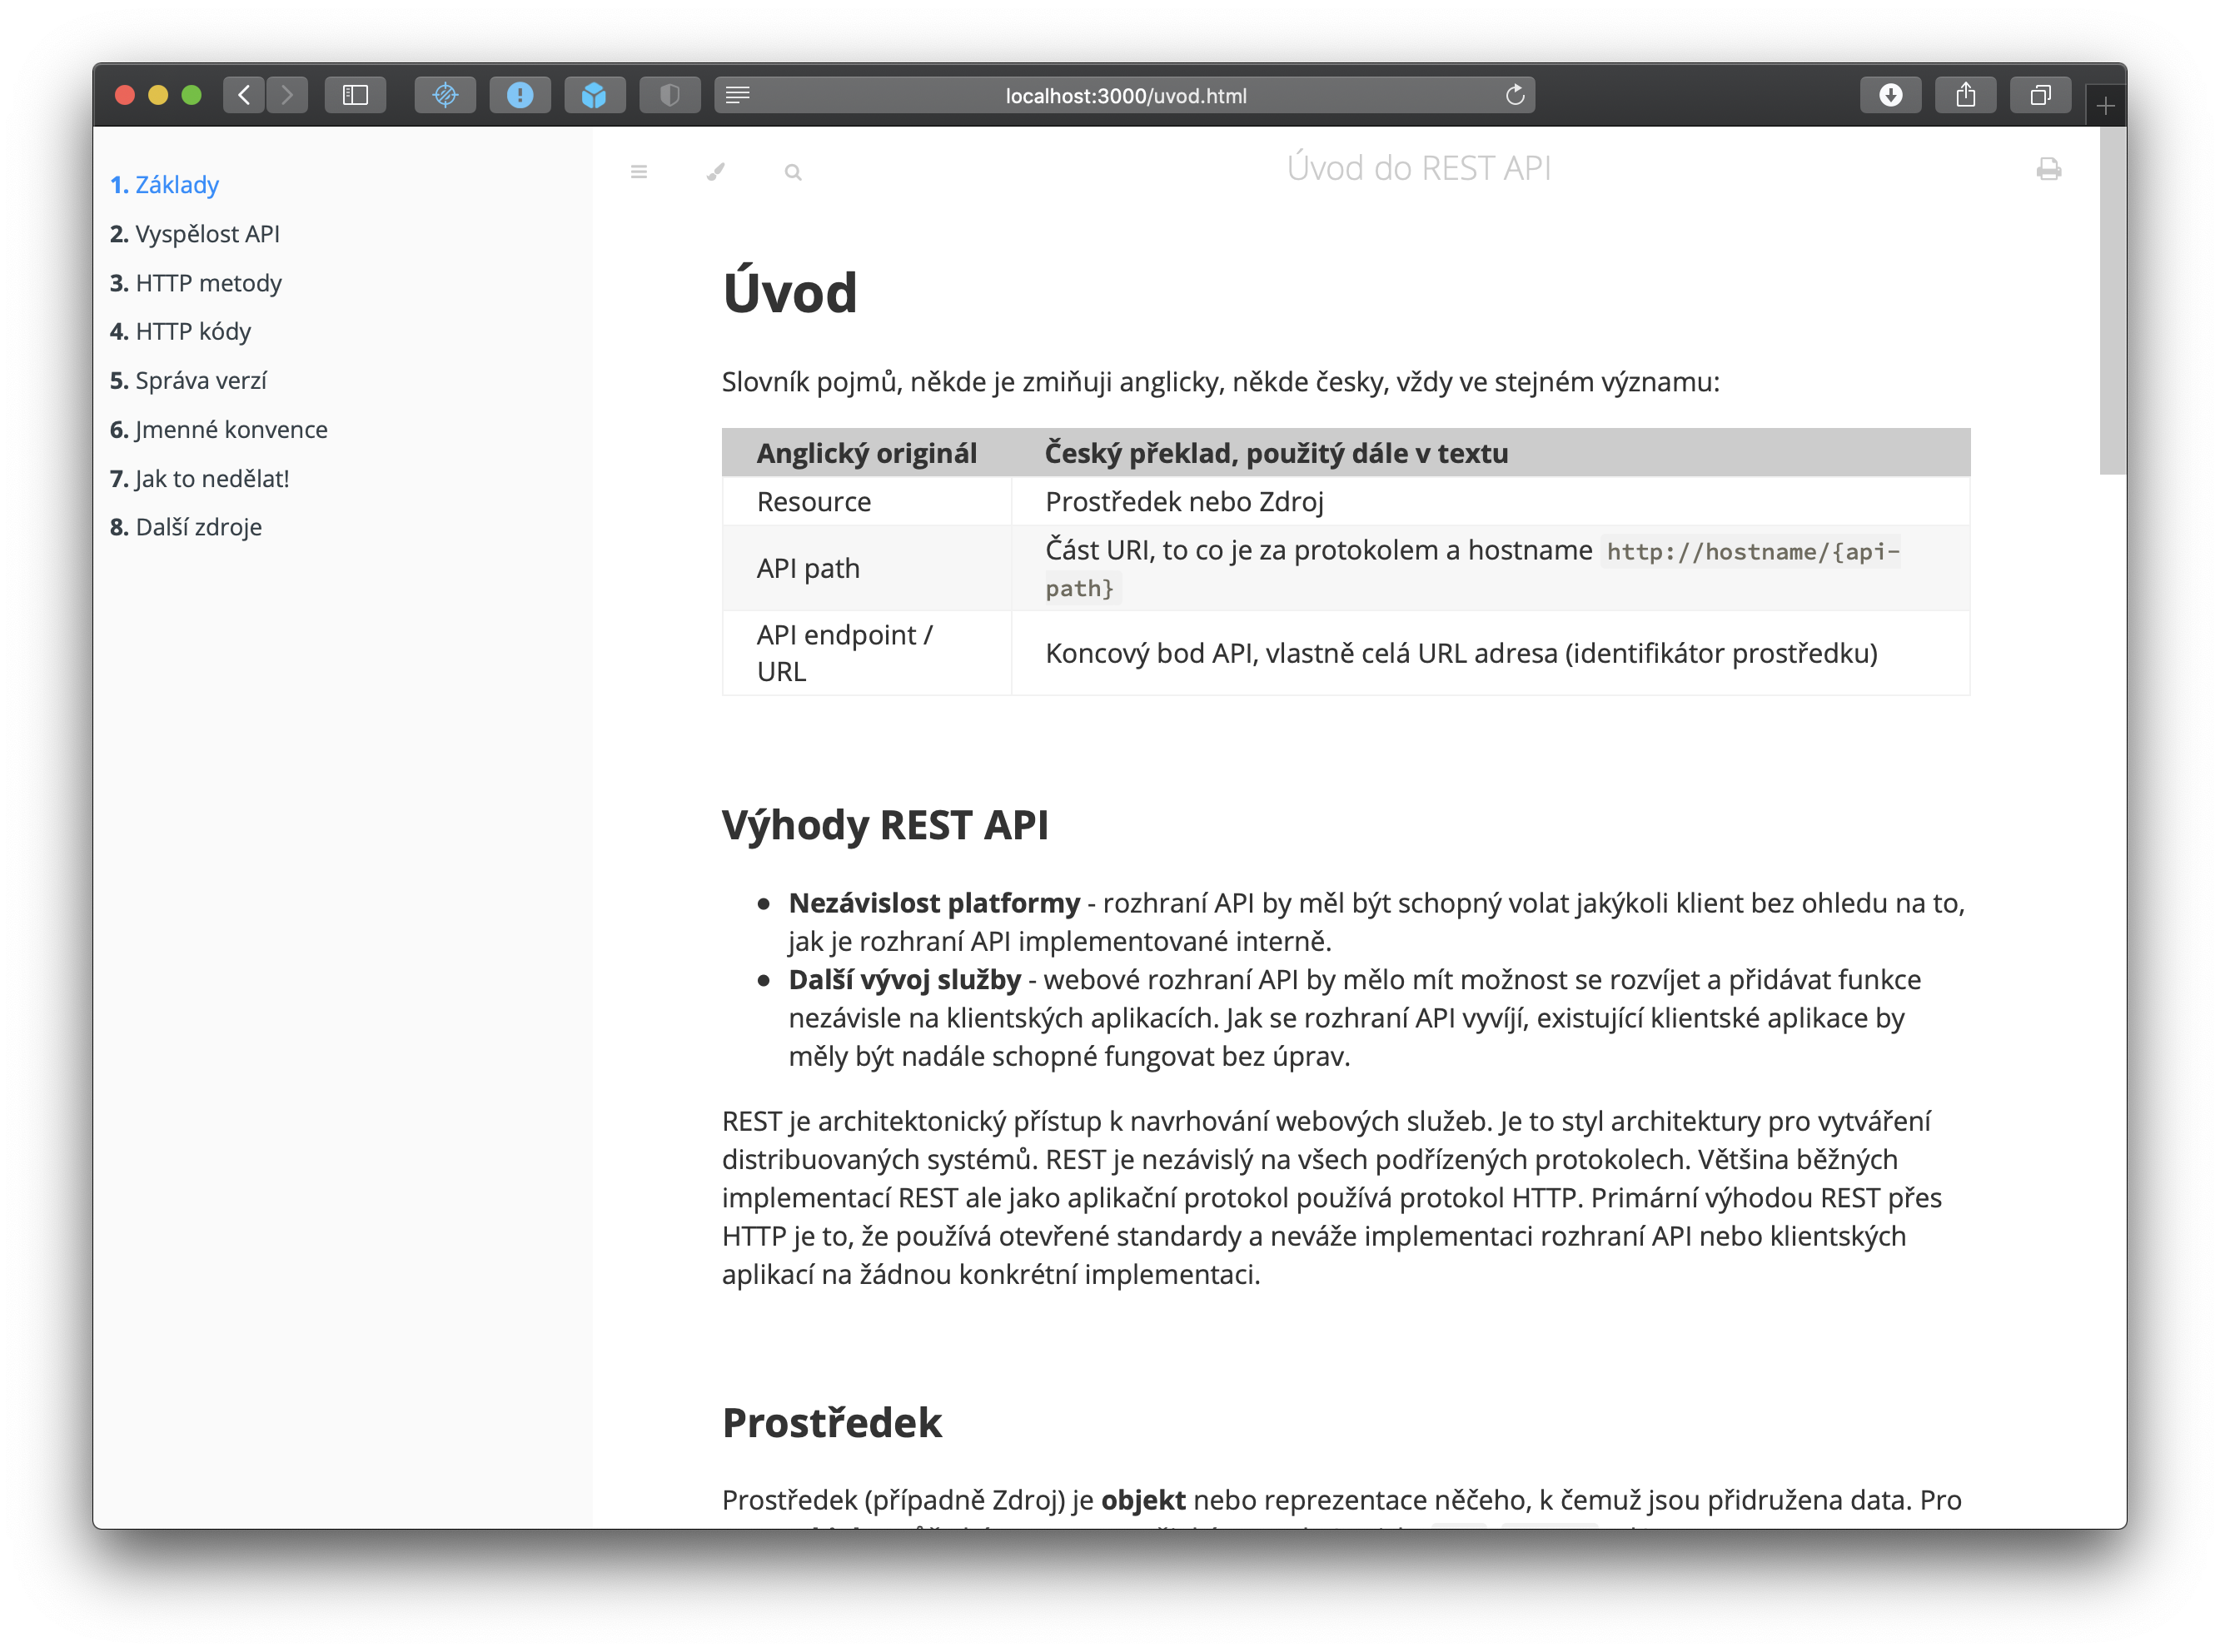 localhost:3000/uvod.html
1. Základy
2. Vyspělost API
3. HTTP metody
4. HTTP kódy
5. Správa verzí
6. Jmenné konvence
7. Jak to nedělat!
8. Další zdroje
Úvod do REST API
Úvod
Slovník pojmů, někde je zmiňuji anglicky, někde česky, vždy ve stejném významu:
Anglický originál Český překlad, použitý dále v textu
Resource Prostředek nebo Zdroj
API path Část URI, to co je za protokolem a hostname http://hostname/{api-
path}
API endpoint /
URL
Koncový bod API, vlastně celá URL adresa (identifikátor prostředku)
Výhody REST API
• Nezávislost platformy - rozhraní API by měl být schopný volat jakýkoli klient bez ohledu na to,
jak je rozhraní API implementované interně.
• Další vývoj služby - webové rozhraní API by mělo mít možnost se rozvíjet a přidávat funkce
nezávisle na klientských aplikacích. Jak se rozhraní API vyvíjí, existující klientské aplikace by
měly být nadále schopné fungovat bez úprav.
REST je architektonický přístup k navrhování webových služeb. Je to styl architektury pro vytváření
distribuovaných systémů. REST je nezávislý na všech podřízených protokolech. Většina běžných
implementací REST ale jako aplikační protokol používá protokol HTTP. Primární výhodou REST přes
HTTP je to, že používá otevřené standardy a neváže implementaci rozhraní API nebo klientských
aplikací na žádnou konkrétní implementaci.
Prostředek
Prostředek (případně Zdroj) je objekt nebo reprezentace něčeho, k čemuž jsou přidružena data. Pro